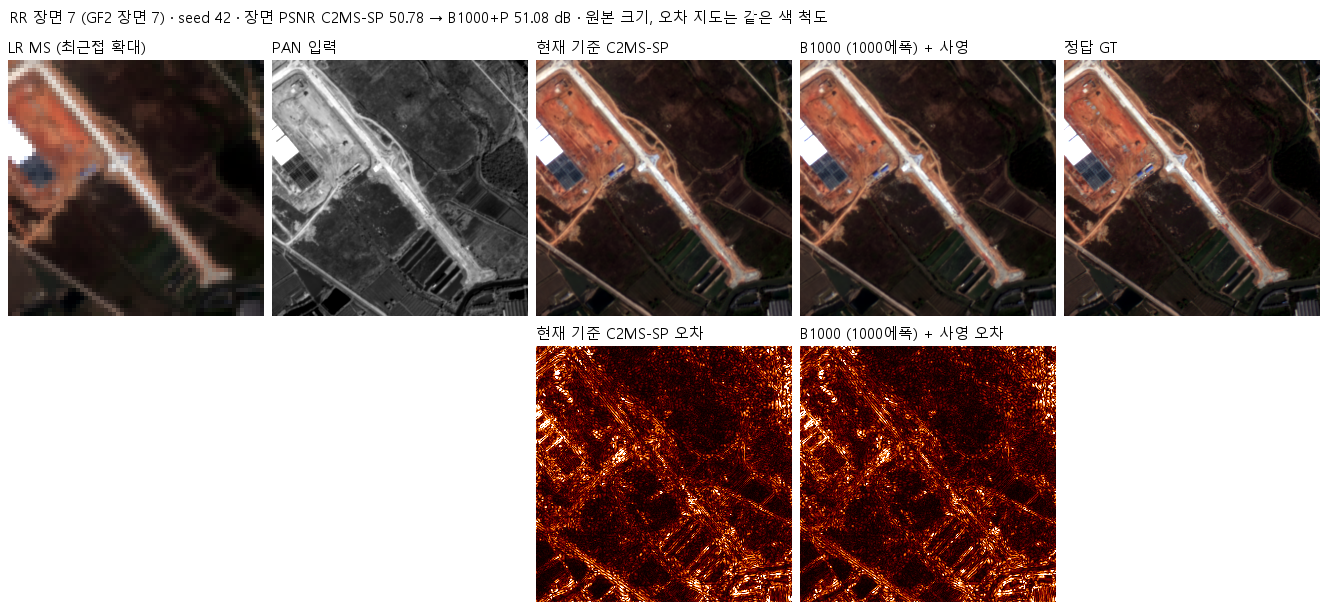 RR 장면 7 (GF2 장면 7) · seed 42 · 장면 PSNR C2MS-SP 50.78 → B1000+P 51.08 dB · 원본 크기, 오차 지도는 같은 색 척도
LR MS (최근접 확대)
PAN 입력
현재 기준 C2MS-SP
B1000 (1000에폭) + 사영
정답 GT
현재 기준 C2MS-SP 오차
B1000 (1000에폭) + 사영 오차